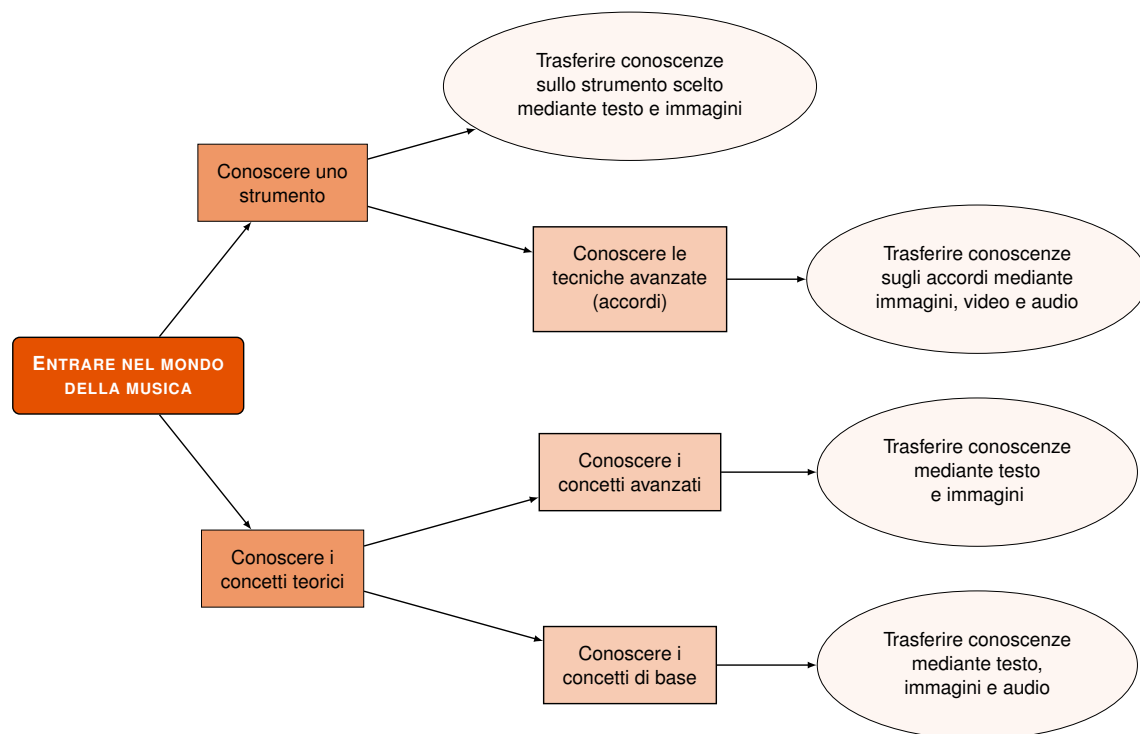 Trasferire conoscenze
sullo strumento scelto
mediante testo e immagini
Conoscere uno
strumento
Conoscere le
tecniche avanzate
(accordi)
Trasferire conoscenze
sugli accordi mediante
immagini, video e audio
ENTRARE NEL MONDO
DELLA MUSICA
Conoscere i
concetti avanzati
Trasferire conoscenze
mediante testo
e immagini
Conoscere i
concetti teorici
Conoscere i
concetti di base
Trasferire conoscenze
mediante testo,
immagini e audio